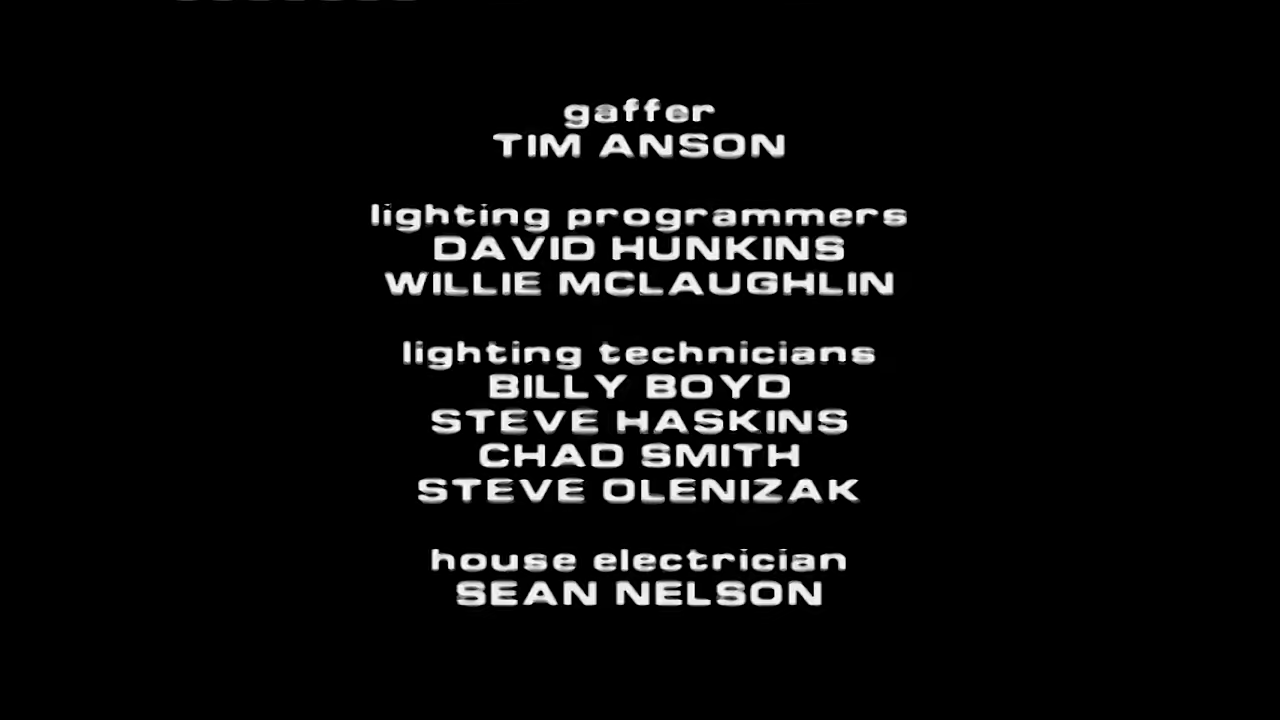 gaffer
TIM ANSON
lighting programmers
DAVID HUNKINS
WILLIE MCLAUGHLIN
lighting technicians
BILLY BOYD
STEVE HASKINS
CHAD SMITH
STEVE OLENIZAK
house electrician
SEAN NELSON